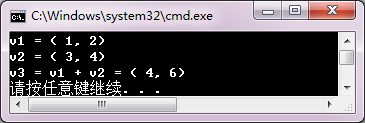 C:\Windows\system32\cmd.exe
v1 = ( 1, 2)
v2 = ( 3, 4)
v3 = v1 + v2 = ( 4, 6)
请按任意键继续. . .